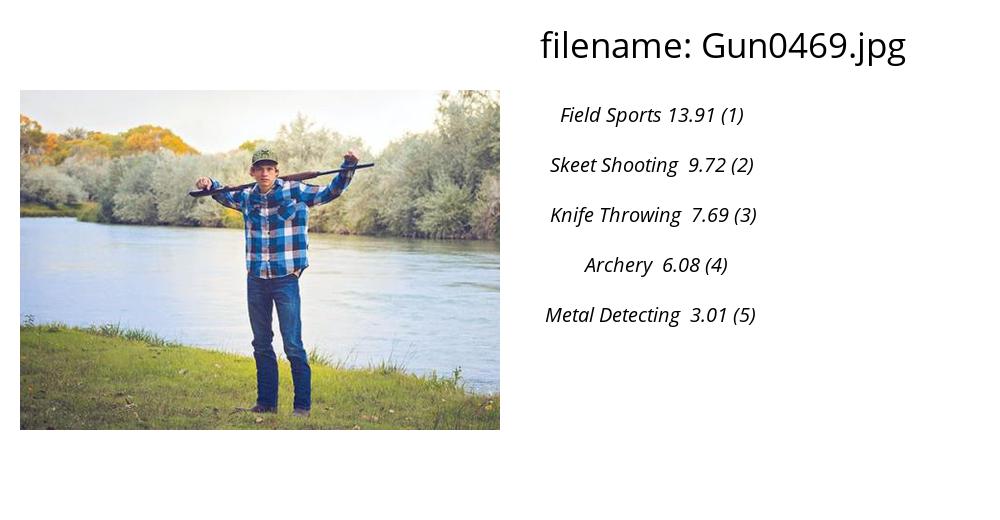 filename: Gun0469.jpg
Field Sports 13.91 (1)
Skeet Shooting 9.72 (2)
Knife Throwing 7.69 (3)
Archery 6.08 (4)
Metal Detecting 3.01 (5)